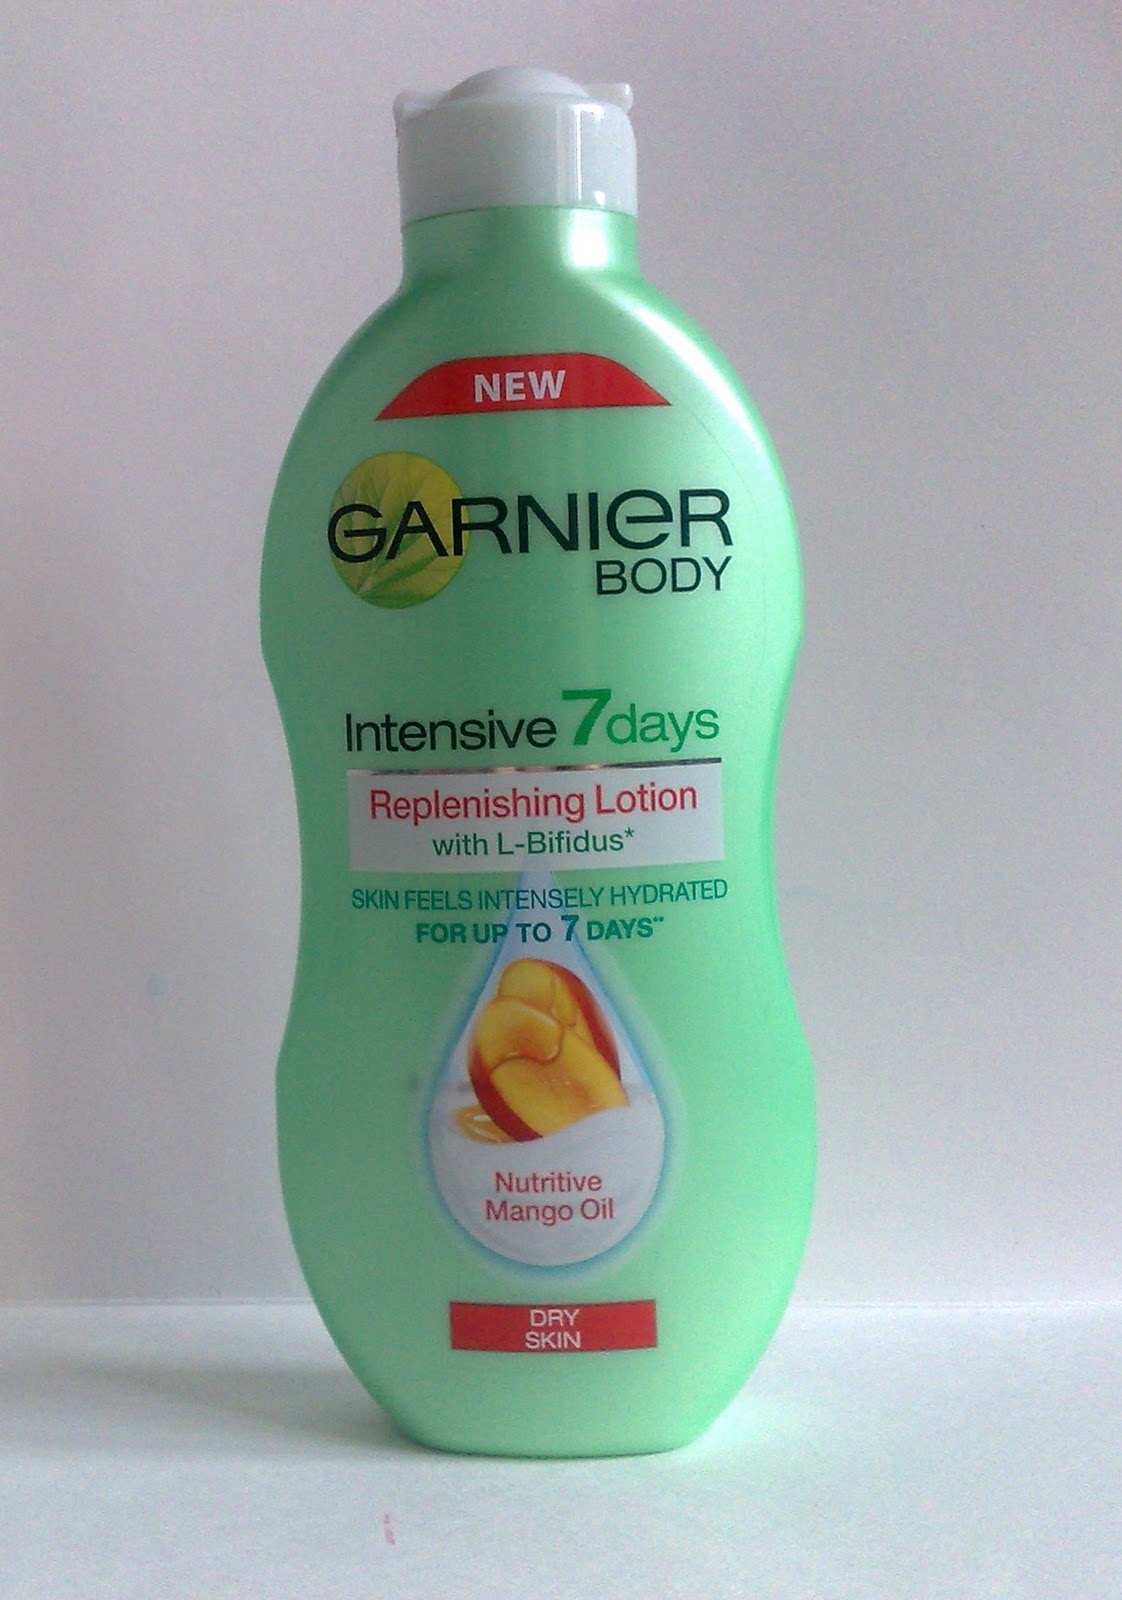 NEW
GARNIER
BODY
Intensive 7days
Replenishing Lotion
with L-Bifidus*
SKIN FEELS INTENSELY HYDRATED
FOR UP TO 7 DAYS**
Nutritive
Mango Oil
DRY
SKIN